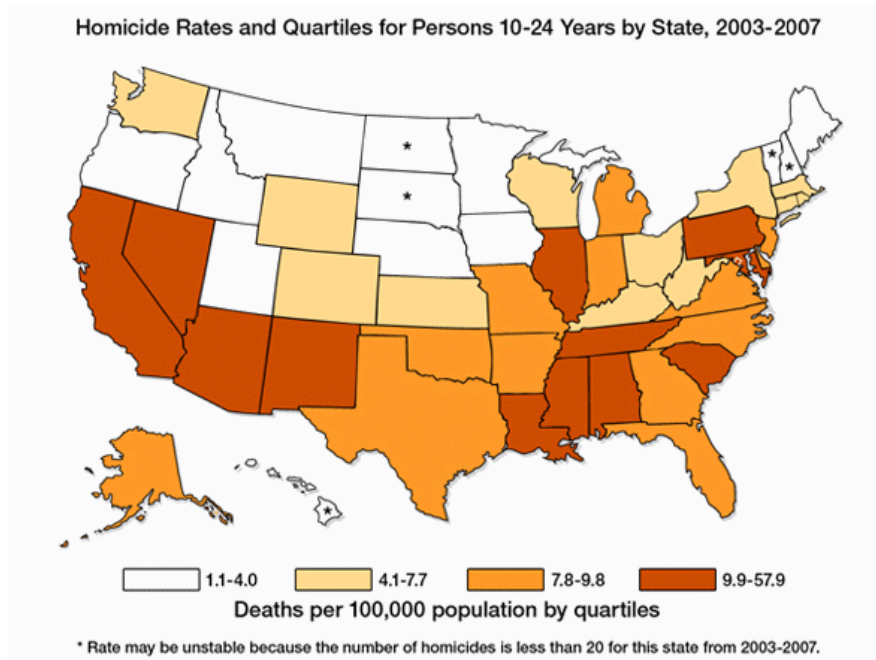 Homicide Rates and Quartiles for Persons 10-24 Years by State, 2003-2007
*
*
*
*
*
1.1-4.0 4.1-7.7 7.8-9.8 9.9-57.9
Deaths per 100,000 population by quartiles
* Rate may be unstable because the number of homicides is less than 20 for this state from 2003-2007.